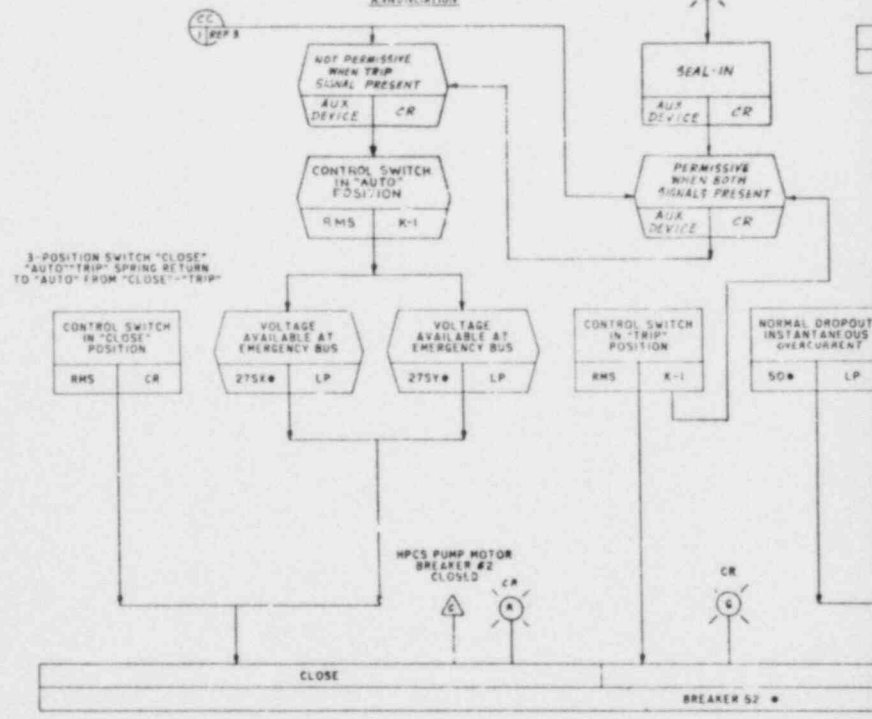 ANNUNCIATION
CC
1 REF 3
NOT PERMISSIVE
WHEN TRIP
SIGNAL PRESENT
AUX
DEVICE
CR
SEAL-IN
AUX
DEVICE
CR
CONTROL SWITCH
IN "AUTO"
POSITION
RMS
K-1
PERMISSIVE
WHEN BOTH
SIGNALS PRESENT
AUX
DEVICE
CR
3-POSITION SWITCH "CLOSE"
"AUTO""TRIP" SPRING RETURN
TO "AUTO" FROM "CLOSE"-"TRIP"
CONTROL SWITCH
IN "CLOSE"
POSITION
RMS
CR
VOLTAGE
AVAILABLE AT
EMERGENCY BUS
27SX*
LP
VOLTAGE
AVAILABLE AT
EMERGENCY BUS
27SY*
LP
CONTROL SWITCH
IN "TRIP"
POSITION
RMS
K-1
NORMAL DROPOUT
INSTANTANEOUS
OVERCURRENT
50*
LP
HPCS PUMP MOTOR
BREAKER 52
CLOSED
C
CR
R
CR
G
CLOSE
BREAKER 52 *